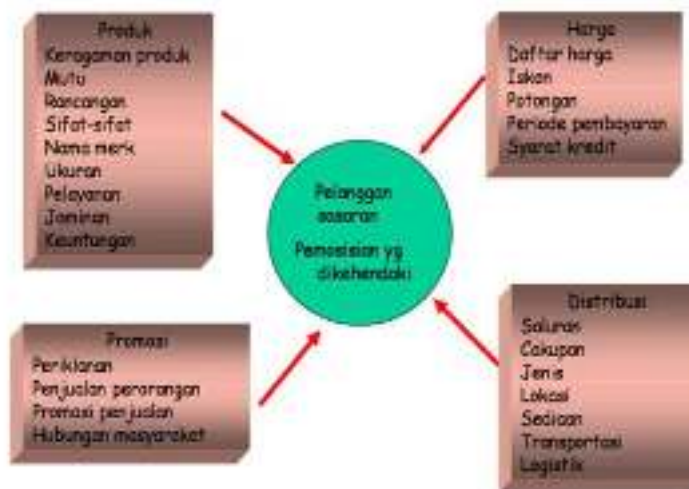 Produk
Keragaman produk
Mutu
Rancangan
Sifat-sifat
Nama merk
Ukuran
Pelayanan
Jaminan
Keuntungan
Harga
Daftar harga
Iskon
Potongan
Periode pembayaran
Syarat kredit
Pelanggan
sasaran
Pemosisian yg
dikehendaki
Promosi
Periklanan
Penjualan perorangan
Promosi penjualan
Hubungan masyarakat
Distribusi
Saluran
Cakupan
Jenis
Lokasi
Sediaan
Transportasi
Logistik